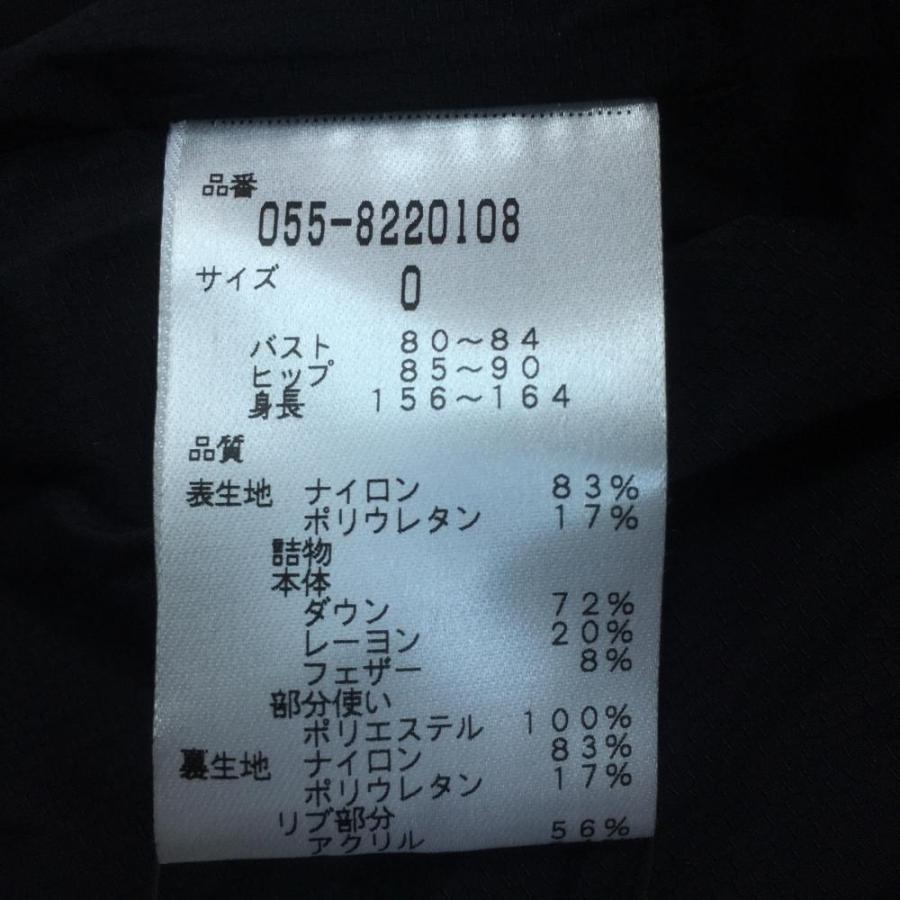 品番
055-8220108
サイズ 0
バスト 80～84
ヒップ 85～90
身長 156～164
品質
表生地 ナイロン 83%
ポリウレタン 17%
詰物
本体
ダウン 72%
レーヨン 20%
フェザー 8%
部分使い
ポリエステル 100%
裏生地 ナイロン 83%
ポリウレタン 17%
リブ部分
アクリル 56%